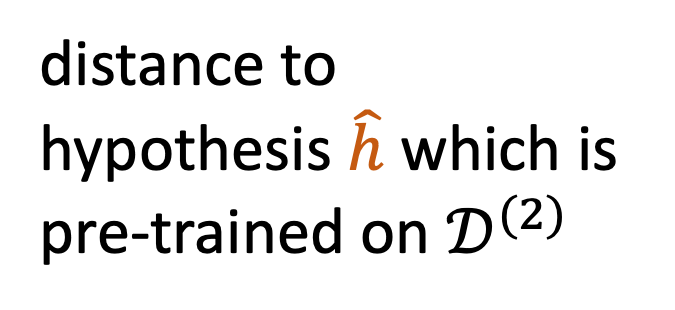 distance to
hypothesis ĥ which is
pre-trained on 𝒟⁽²⁾